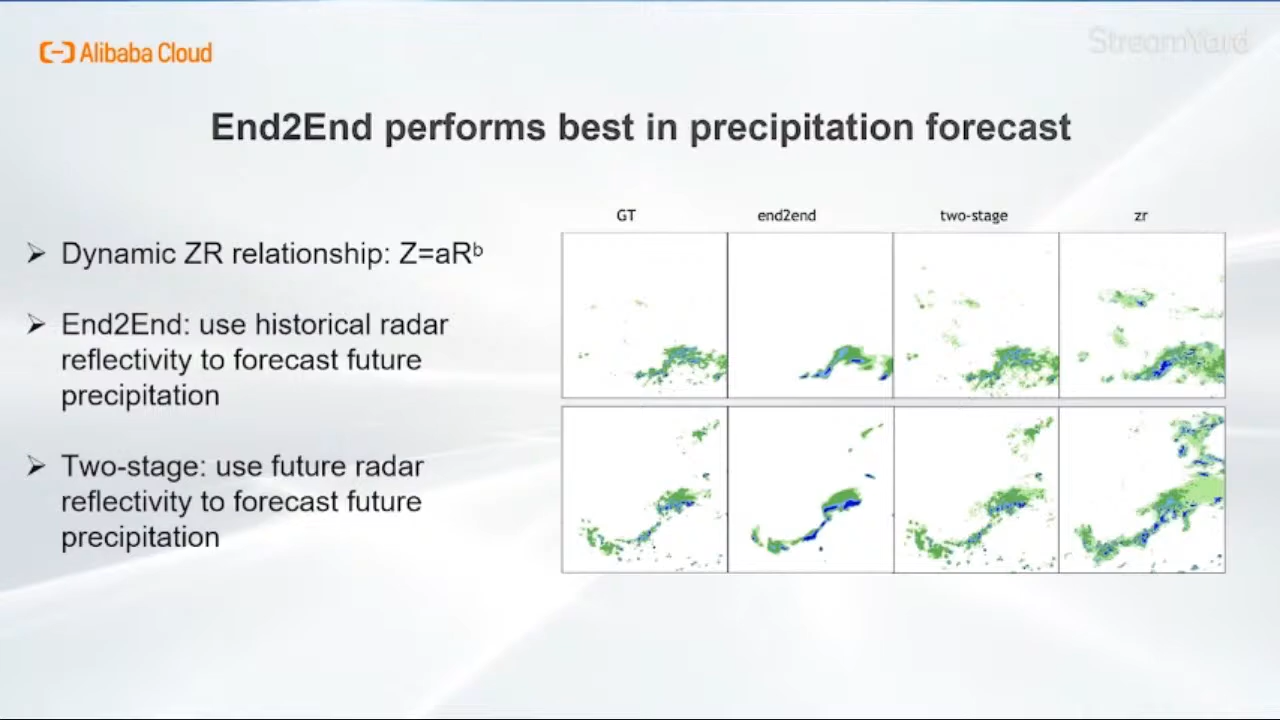 Alibaba Cloud
StreamYard
End2End performs best in precipitation forecast
GT
end2end
two-stage
zr
Dynamic ZR relationship: Z=aRᵇ
End2End: use historical radar
reflectivity to forecast future
precipitation
Two-stage: use future radar
reflectivity to forecast future
precipitation